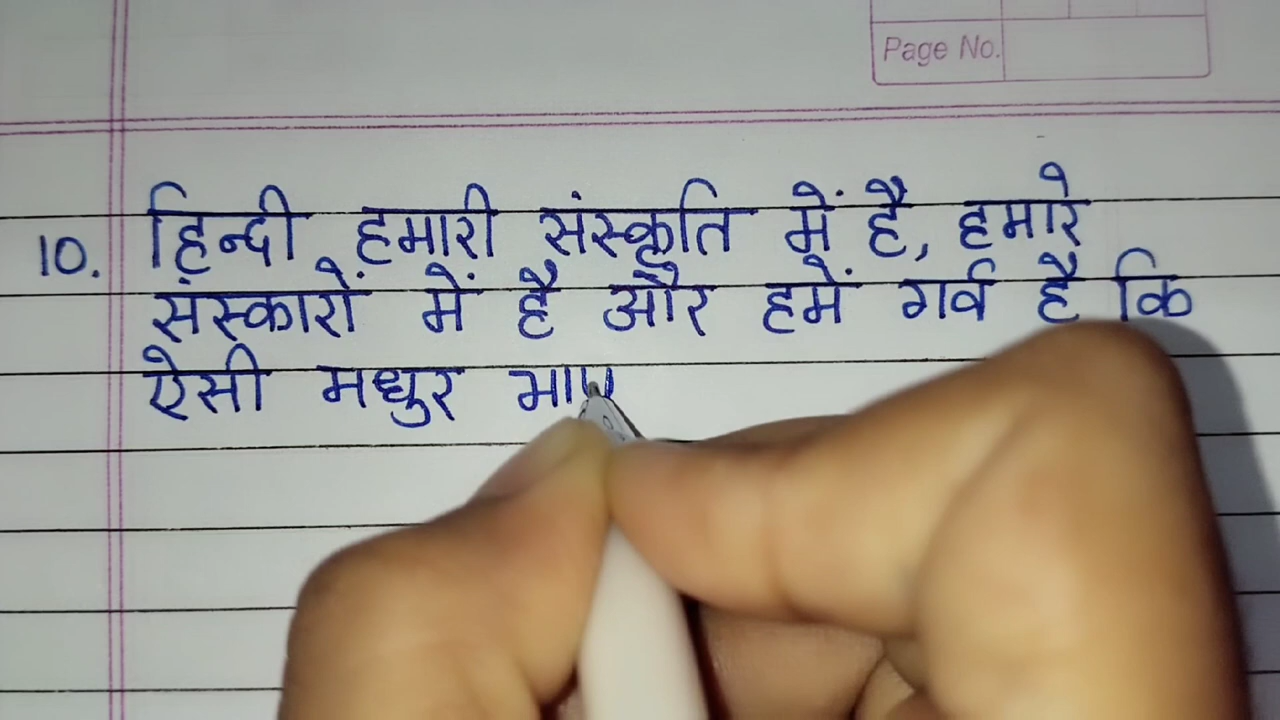 Page No.
10. हिन्दी हमारी संस्कृति में है, हमारे
संस्कारों में है और हमें गर्व है कि
ऐसी मधुर